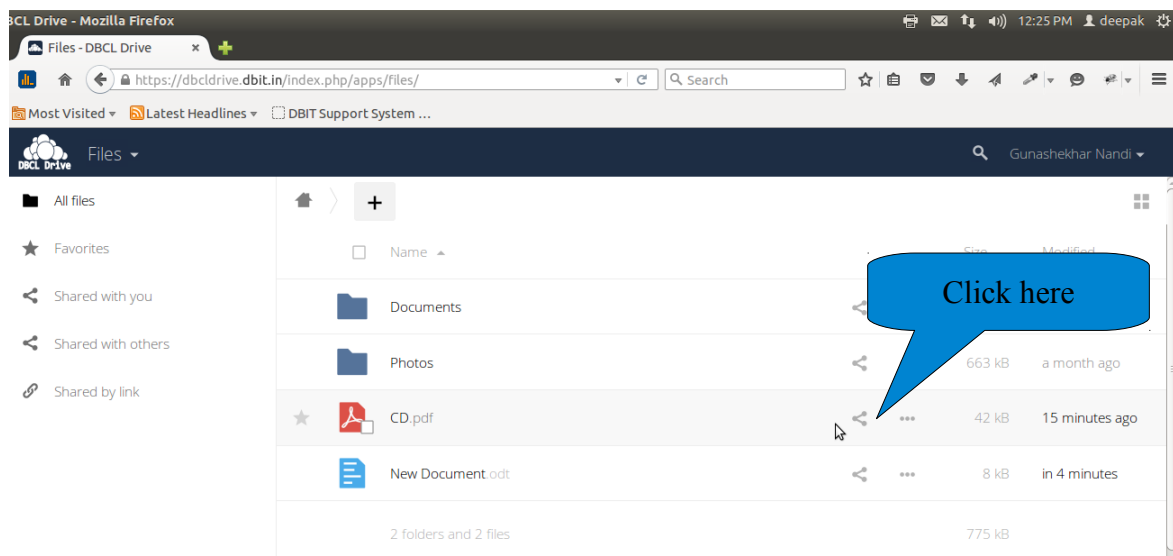 BCL Drive - Mozilla Firefox 12:25 PM deepak
Files - DBCL Drive
https://dbcldrive.dbit.in/index.php/apps/files/ Search
Most Visited Latest Headlines DBIT Support System ...
DBCL Drive Files Gunashekhar Nandi
All files
Favorites
Shared with you
Shared with others
Shared by link
+
Name Size Modified
Click here
Documents
Photos 663 kB a month ago
CD.pdf 42 kB 15 minutes ago
New Document.odt 8 kB in 4 minutes
2 folders and 2 files 775 kB